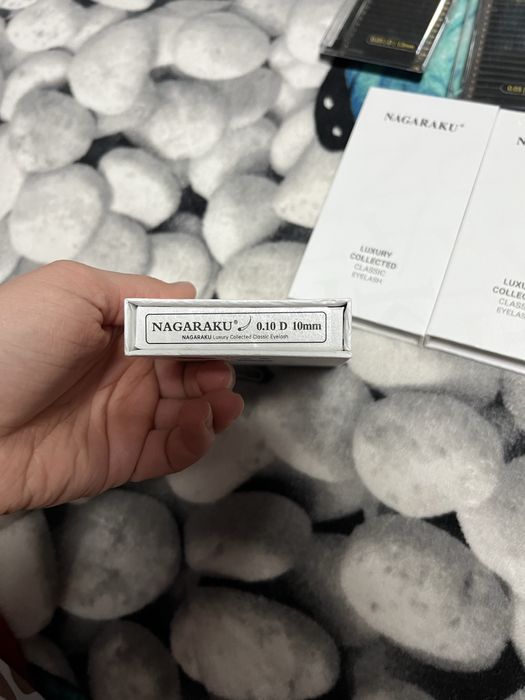 NAGARAKU®
LUXURY
COLLECTED
CLASSIC
EYELASH
NAGARAKU® 0.10 D 10mm
NAGARAKU Luxury Collected Classic Eyelash